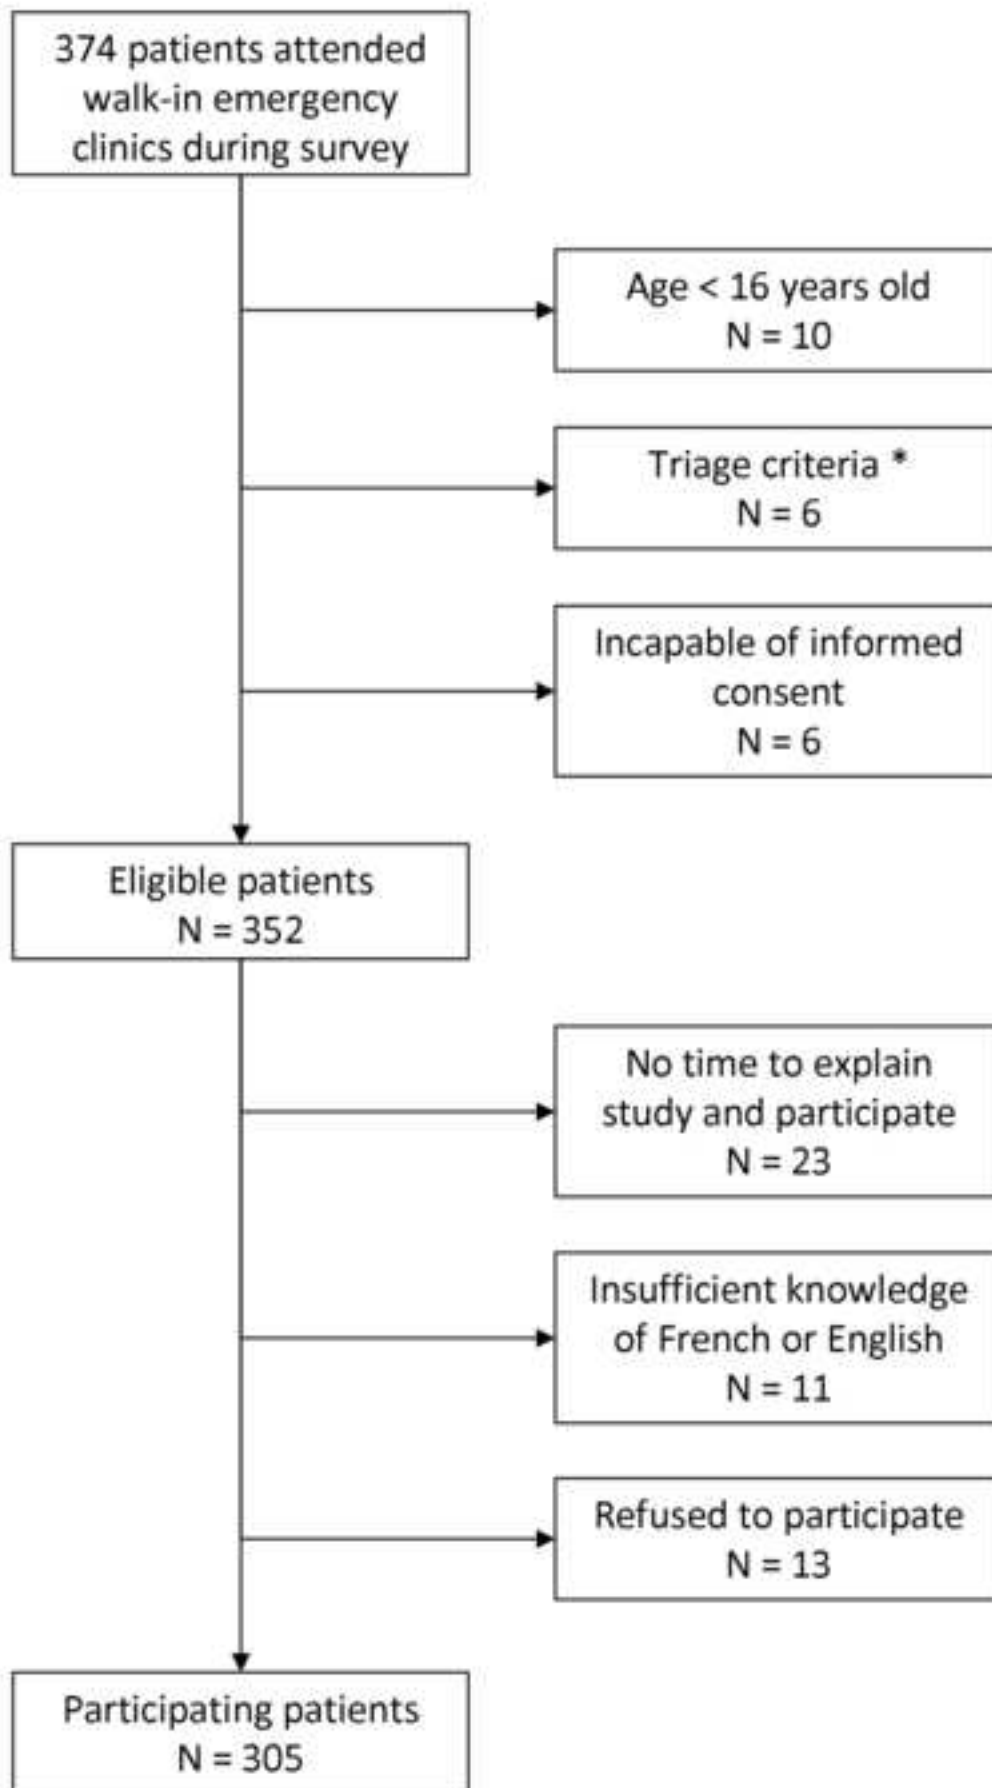 374 patients attended
walk-in emergency
clinics during survey
Age < 16 years old
N = 10
Triage criteria *
N = 6
Incapable of informed
consent
N = 6
Eligible patients
N = 352
No time to explain
study and participate
N = 23
Insufficient knowledge
of French or English
N = 11
Refused to participate
N = 13
Participating patients
N = 305